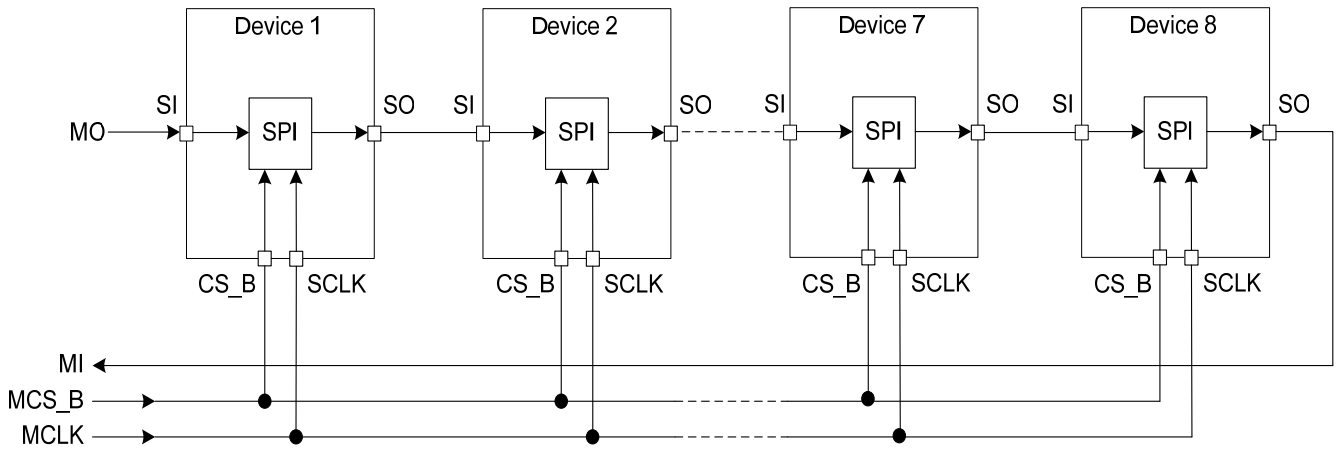 Device 1 Device 2 Device 7 Device 8
SI SO SI SO SI SO SI SO
MO SPI SPI SPI SPI
CS_B SCLK CS_B SCLK CS_B SCLK CS_B SCLK
MI
MCS_B
MCLK